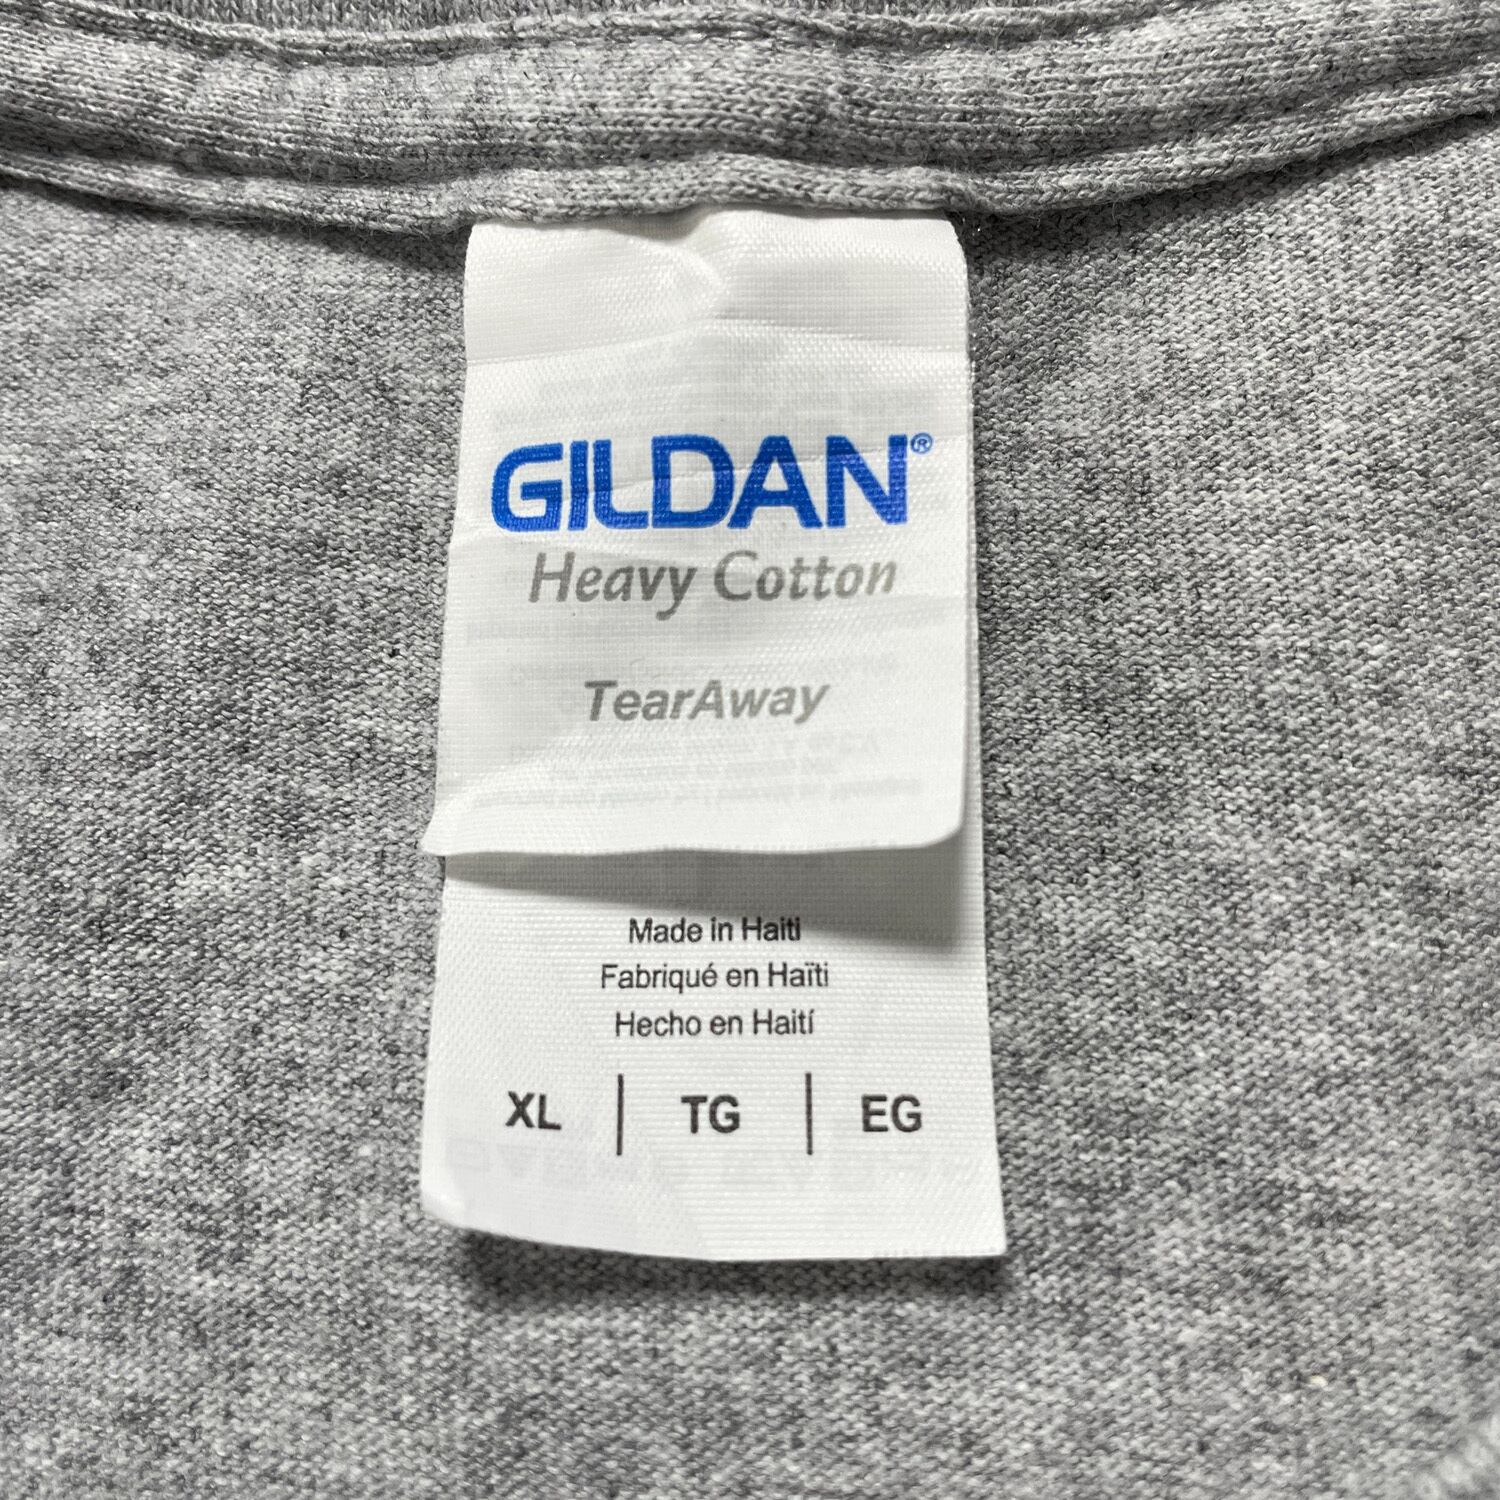 GILDAN®
Heavy Cotton
TearAway
Made in Haiti
Fabriqué en Haïti
Hecho en Haití
XL | TG | EG